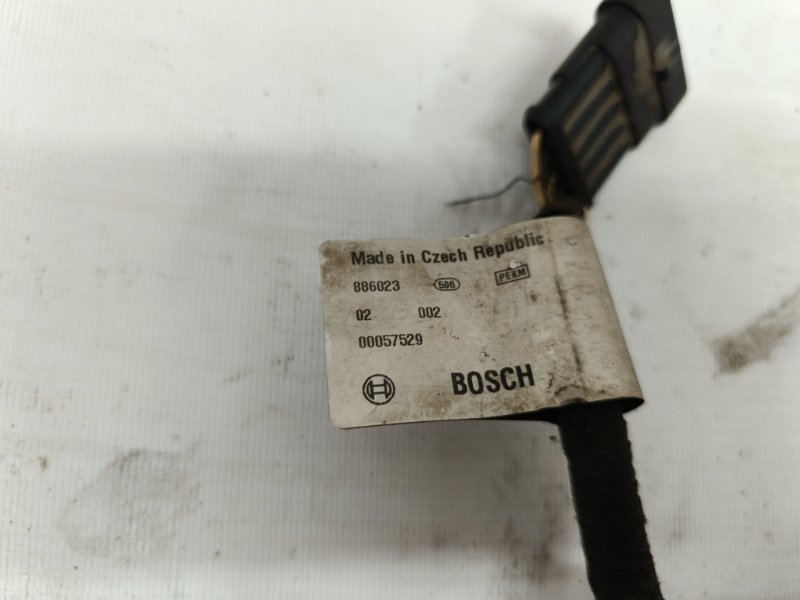 Made in Czech Republic
886023 506 PEKM
02 002
00057529
BOSCH